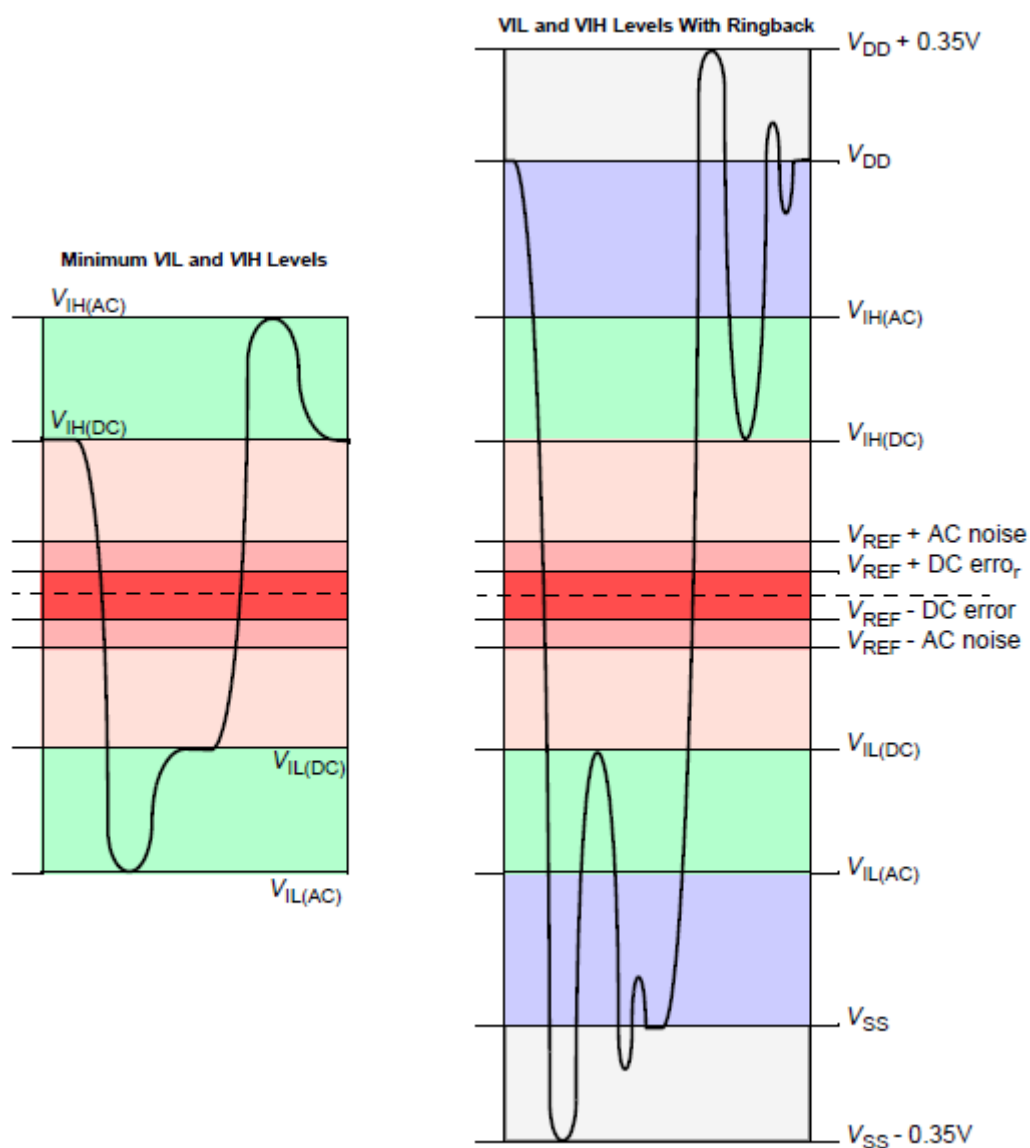 VIL and VIH Levels With Ringback
VDD + 0.35V
VDD
Minimum VIL and VIH Levels
VIH(AC)
VIH(AC)
VIH(DC)
VIH(DC)
VREF + AC noise
VREF + DC error
VREF - DC error
VREF - AC noise
VIL(DC)
VIL(DC)
VIL(AC)
VIL(AC)
VSS
VSS - 0.35V